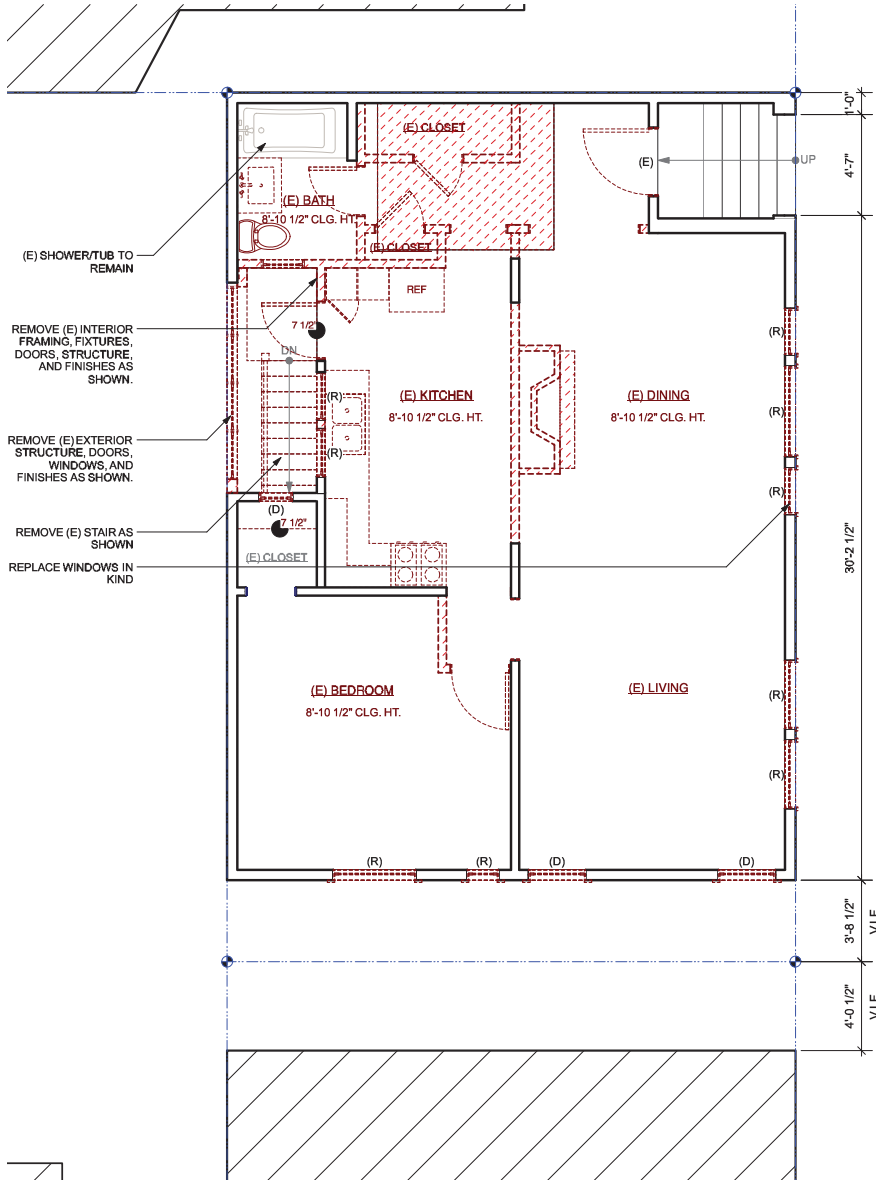 1'-0"
(E) CLOSET
4'-7"
(E)
UP
(E) BATH
8'-10 1/2" CLG. HT.
(E) CLOSET
(E) SHOWER/TUB TO
REMAIN
REF
REMOVE (E) INTERIOR
FRAMING, FIXTURES,
DOORS, STRUCTURE,
AND FINISHES AS
SHOWN.
7 1/2"
DN
(R)
(R)
(E) KITCHEN
8'-10 1/2" CLG. HT.
(E) DINING
8'-10 1/2" CLG. HT.
(R)
REMOVE (E) EXTERIOR
STRUCTURE, DOORS,
WINDOWS, AND
FINISHES AS SHOWN.
(R)
(R)
(D)
7 1/2"
REMOVE (E) STAIR AS
SHOWN
(E) CLOSET
REPLACE WINDOWS IN
KIND
30'-2 1/2"
(E) BEDROOM
8'-10 1/2" CLG. HT.
(E) LIVING
(R)
(R)
(R)
(R)
(D)
(D)
3'-8 1/2"
4'-0 1/2"